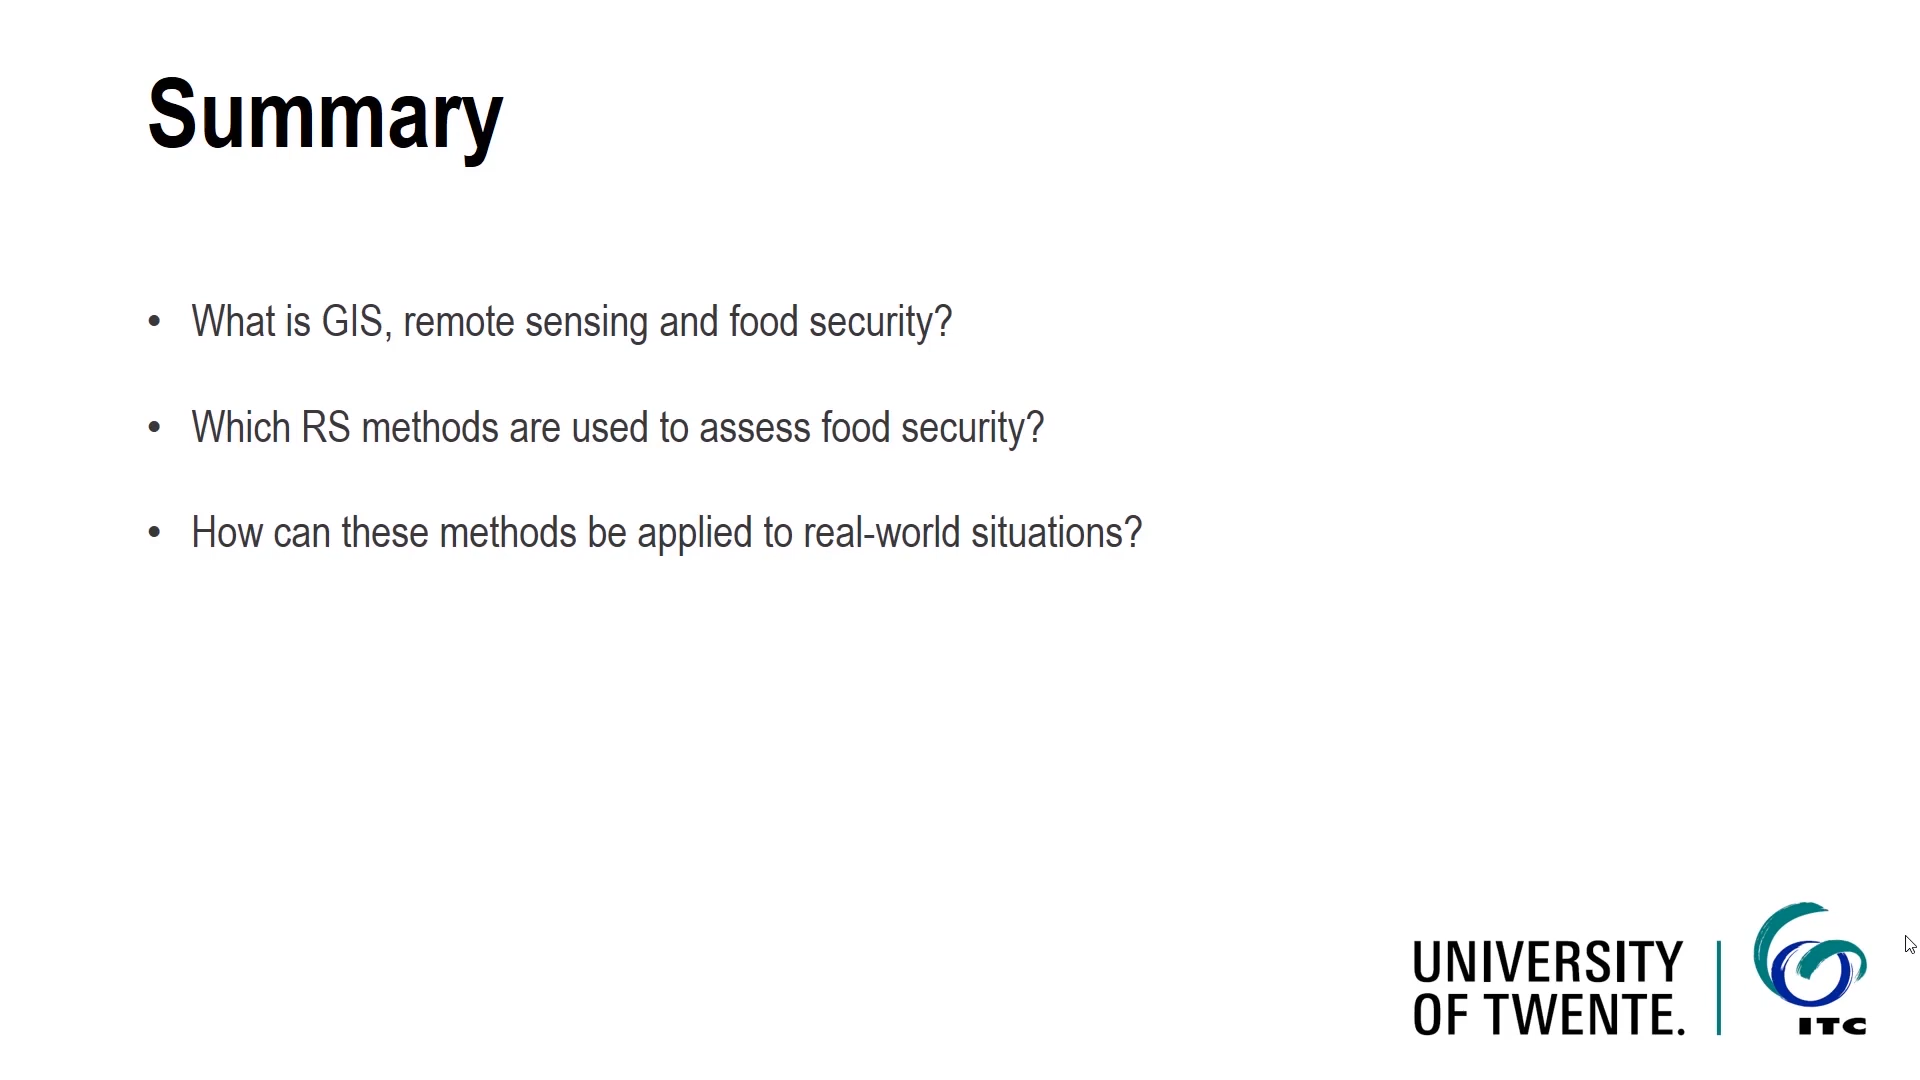 Summary
• What is GIS, remote sensing and food security?
• Which RS methods are used to assess food security?
• How can these methods be applied to real-world situations?
UNIVERSITY
OF TWENTE.
ITC